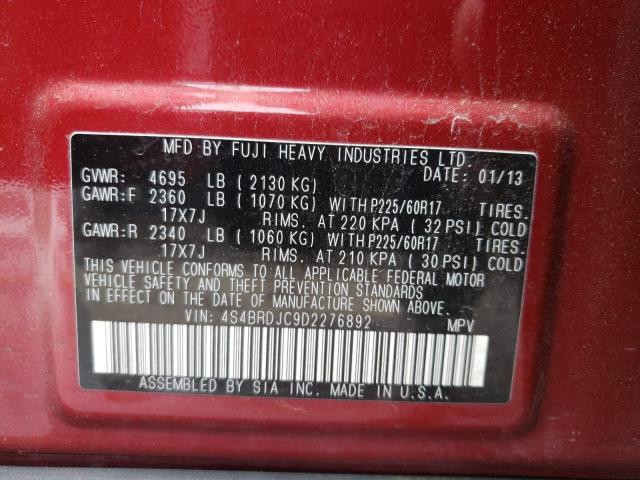 MFD BY FUJI HEAVY INDUSTRIES LTD.
DATE: 01/13
GVWR: 4695 LB ( 2130 KG)
GAWR:F 2360 LB ( 1070 KG) WITH P225/60R17 TIRES.
17X7J RIMS. AT 220 KPA ( 32 PSI) COLD
GAWR:R 2340 LB ( 1060 KG) WITH P225/60R17 TIRES.
17X7J RIMS. AT 210 KPA ( 30 PSI) COLD
THIS VEHICLE CONFORMS TO ALL APPLICABLE FEDERAL MOTOR
VEHICLE SAFETY AND THEFT PREVENTION STANDARDS
IN EFFECT ON THE DATE OF MANUFACTURE SHOWN ABOVE.
VIN: 4S4BRDJC9D2276892 MPV
ASSEMBLED BY SIA INC. MADE IN U.S.A.